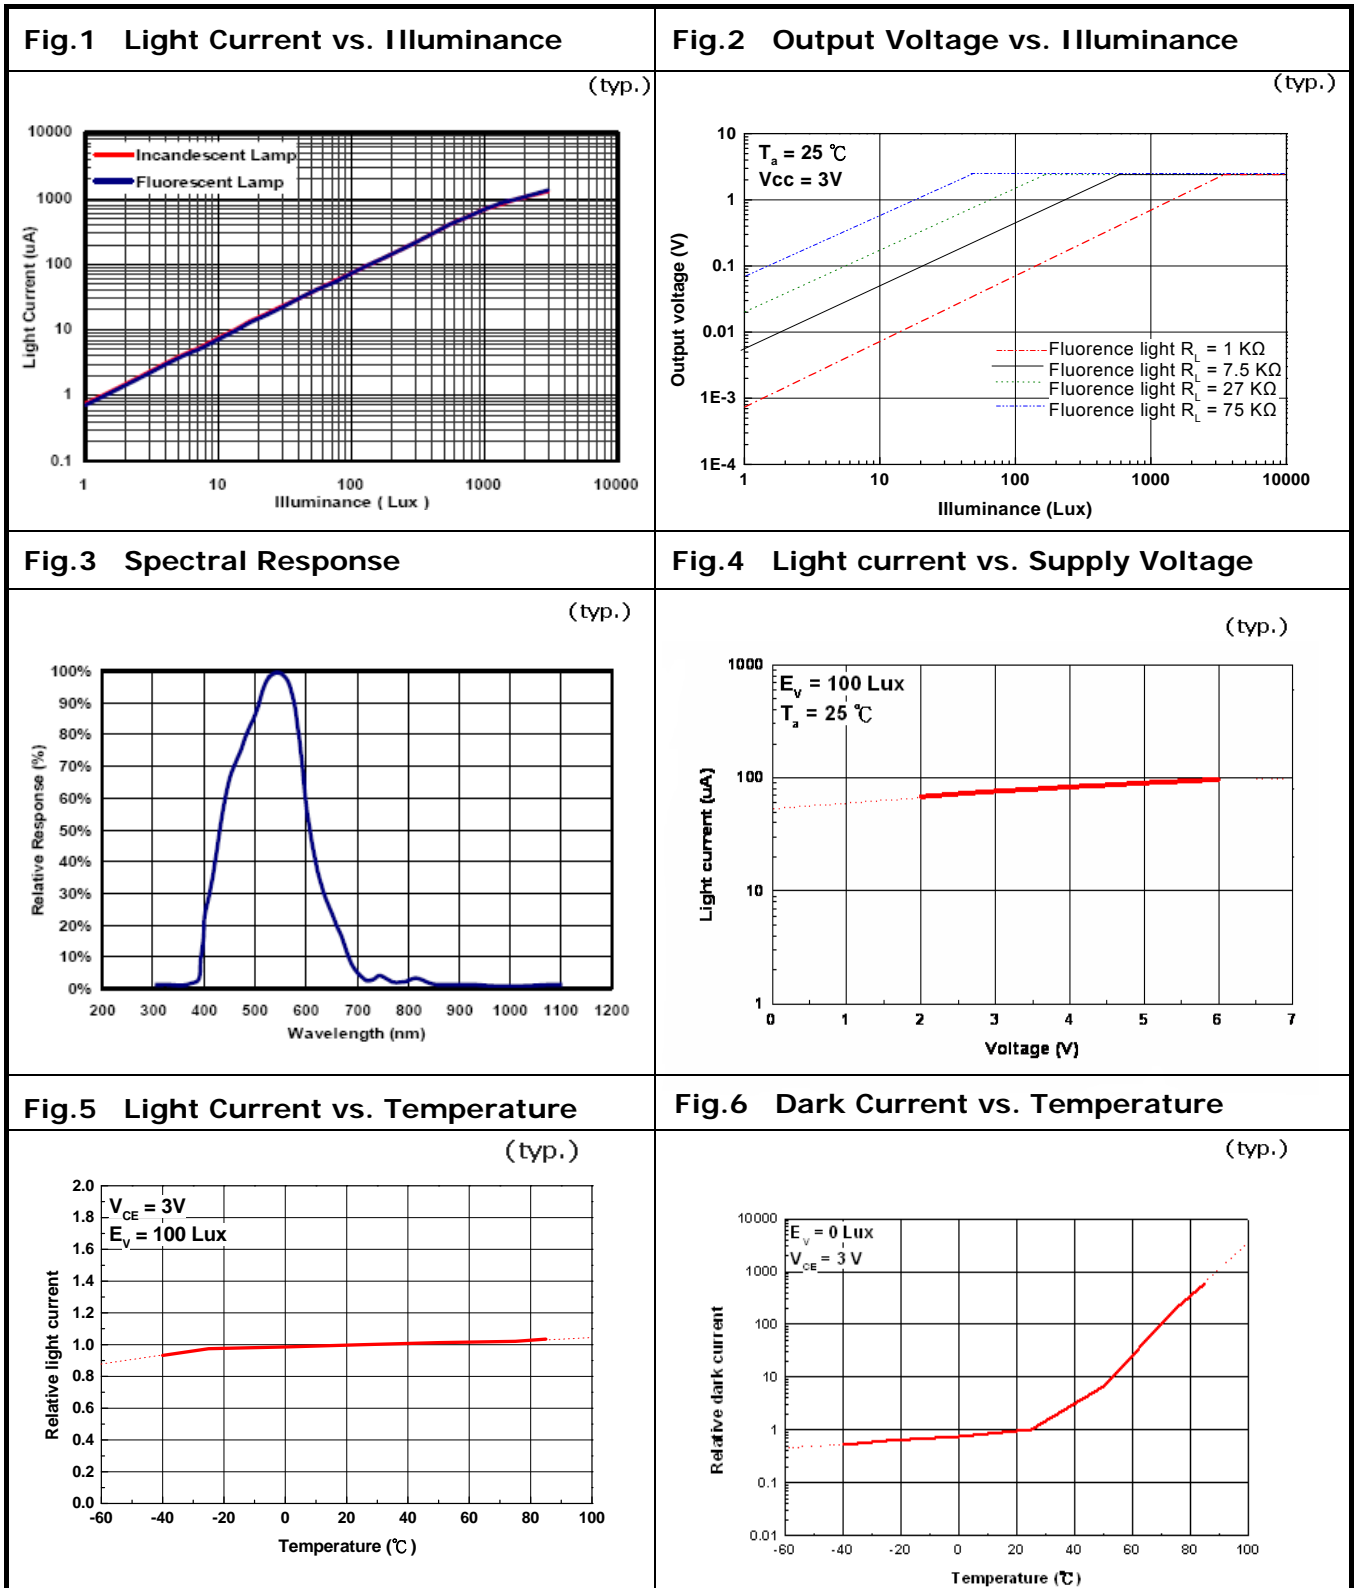 Fig.1 Light Current vs. Illuminance
(typ.)
10000
1000
100
10
1
0.1
Incandescent Lamp
Fluorescent Lamp
Light Current (uA)
1 10 100 1000 10000
Illuminance ( Lux )
Fig.2 Output Voltage vs. Illuminance
(typ.)
10
1
0.1
0.01
1E-3
1E-4
Ta = 25 ℃
Vcc = 3V
Output voltage (V)
Fluorence light RL = 1 KΩ
Fluorence light RL = 7.5 KΩ
Fluorence light RL = 27 KΩ
Fluorence light RL = 75 KΩ
1 10 100 1000 10000
Illuminance (Lux)
Fig.3 Spectral Response
(typ.)
100%
90%
80%
70%
60%
50%
40%
30%
20%
10%
0%
Relative Response (%)
200 300 400 500 600 700 800 900 1000 1100 1200
Wavelength (nm)
Fig.4 Light current vs. Supply Voltage
(typ.)
1000
100
10
1
EV = 100 Lux
Ta = 25 ℃
Light current (uA)
0 1 2 3 4 5 6 7
Voltage (V)
Fig.5 Light Current vs. Temperature
(typ.)
2.0
1.8
1.6
1.4
1.2
1.0
0.8
0.6
0.4
0.2
0.0
VCE = 3V
EV = 100 Lux
Relative light current
-60 -40 -20 0 20 40 60 80 100
Temperature (℃)
Fig.6 Dark Current vs. Temperature
(typ.)
10000
1000
100
10
1
0.1
0.01
EV = 0 Lux
VCE = 3 V
Relative dark current
-60 -40 -20 0 20 40 60 80 100
Temperature (℃)